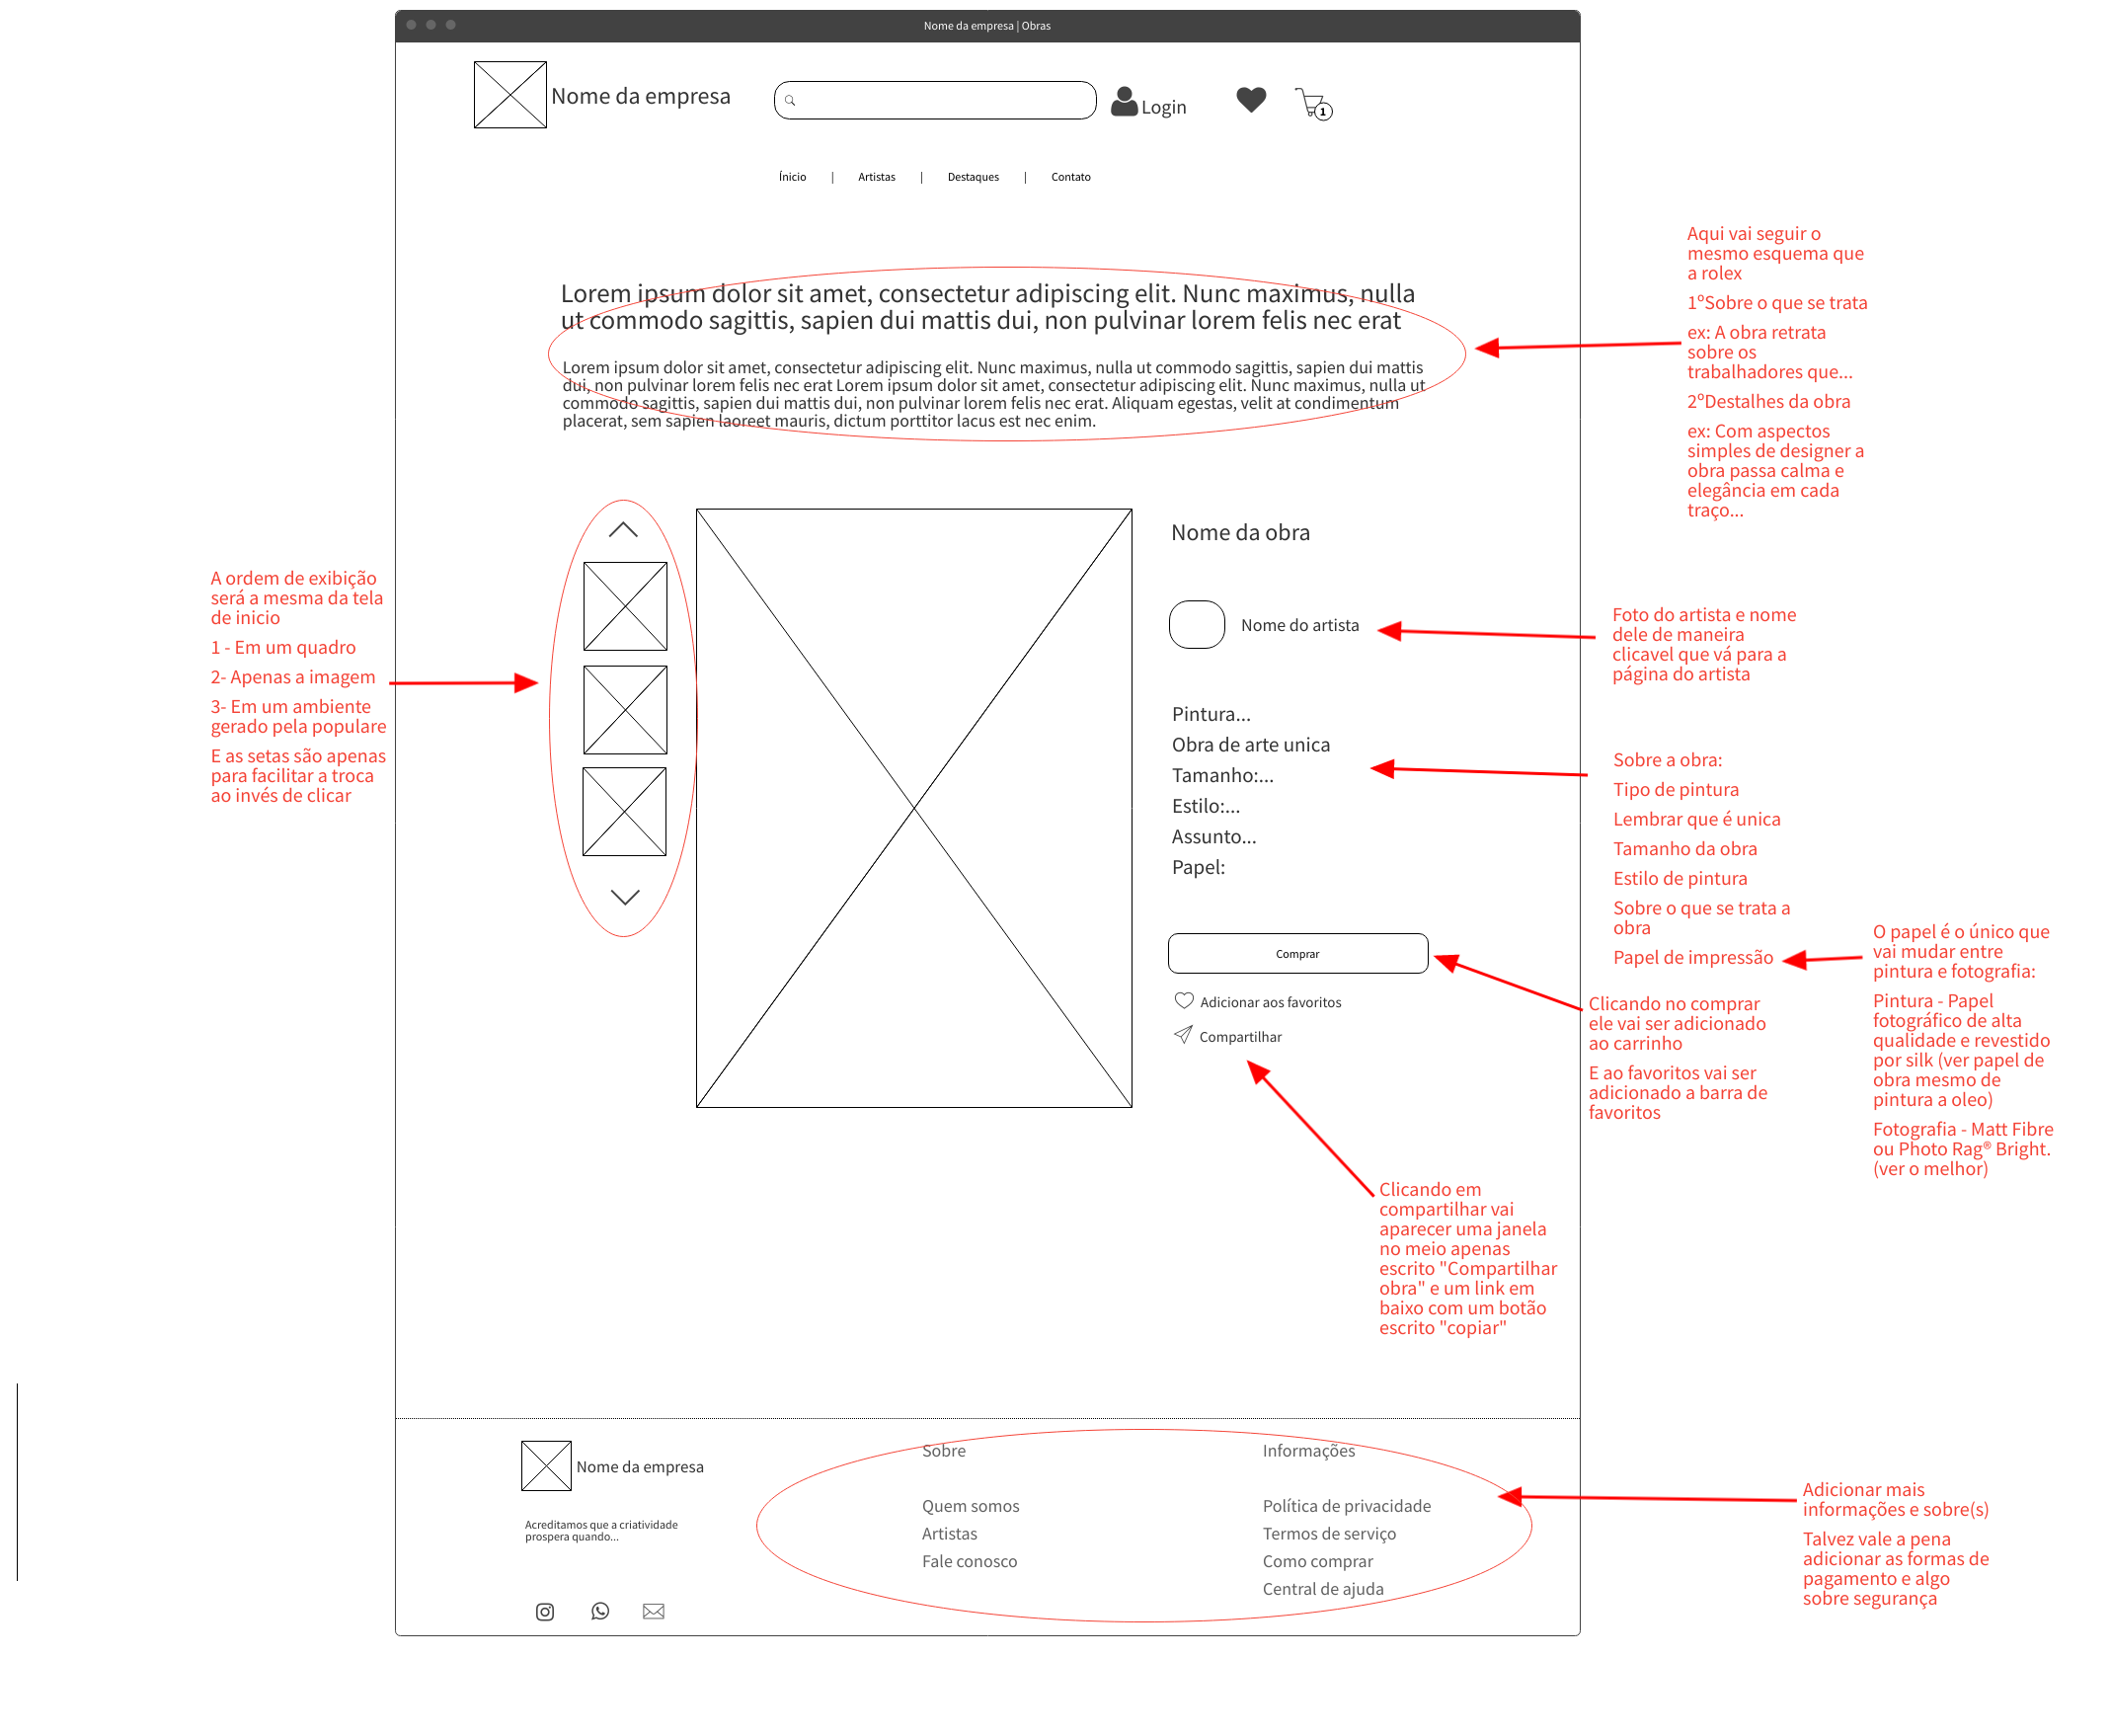 Nome da empresa | Obras
Nome da empresa
Login
1
Ínicio | Artistas | Destaques | Contato
Lorem ipsum dolor sit amet, consectetur adipiscing elit. Nunc maximus, nulla
ut commodo sagittis, sapien dui mattis dui, non pulvinar lorem felis nec erat
Lorem ipsum dolor sit amet, consectetur adipiscing elit. Nunc maximus, nulla ut commodo sagittis, sapien dui mattis
dui, non pulvinar lorem felis nec erat Lorem ipsum dolor sit amet, consectetur adipiscing elit. Nunc maximus, nulla ut
commodo sagittis, sapien dui mattis dui, non pulvinar lorem felis nec erat. Aliquam egestas, velit at condimentum
placerat, sem sapien laoreet mauris, dictum porttitor lacus est nec enim.
Aqui vai seguir o
mesmo esquema que
a rolex
1ºSobre o que se trata
ex: A obra retrata
sobre os
trabalhadores que...
2ºDestalhes da obra
ex: Com aspectos
simples de designer a
obra passa calma e
elegância em cada
traço...
A ordem de exibição
será a mesma da tela
de inicio
1 - Em um quadro
2- Apenas a imagem
3- Em um ambiente
gerado pela populare
E as setas são apenas
para facilitar a troca
ao invés de clicar
Nome da obra
Nome do artista
Foto do artista e nome
dele de maneira
clicavel que vá para a
página do artista
Pintura...
Obra de arte unica
Tamanho:...
Estilo:...
Assunto...
Papel:
Sobre a obra:
Tipo de pintura
Lembrar que é unica
Tamanho da obra
Estilo de pintura
Sobre o que se trata a
obra
Papel de impressão
O papel é o único que
vai mudar entre
pintura e fotografia:
Pintura - Papel
fotográfico de alta
qualidade e revestido
por silk (ver papel de
obra mesmo de
pintura a oleo)
Fotografia - Matt Fibre
ou Photo Rag® Bright.
(ver o melhor)
Comprar
Adicionar aos favoritos
Compartilhar
Clicando no comprar
ele vai ser adicionado
ao carrinho
E ao favoritos vai ser
adicionado a barra de
favoritos
Clicando em
compartilhar vai
aparecer uma janela
no meio apenas
escrito "Compartilhar
obra" e um link em
baixo com um botão
escrito "copiar"
Nome da empresa
Acreditamos que a criatividade
prospera quando...
Sobre
Quem somos
Artistas
Fale conosco
Informações
Política de privacidade
Termos de serviço
Como comprar
Central de ajuda
Adicionar mais
informações e sobre(s)
Talvez vale a pena
adicionar as formas de
pagamento e algo
sobre segurança